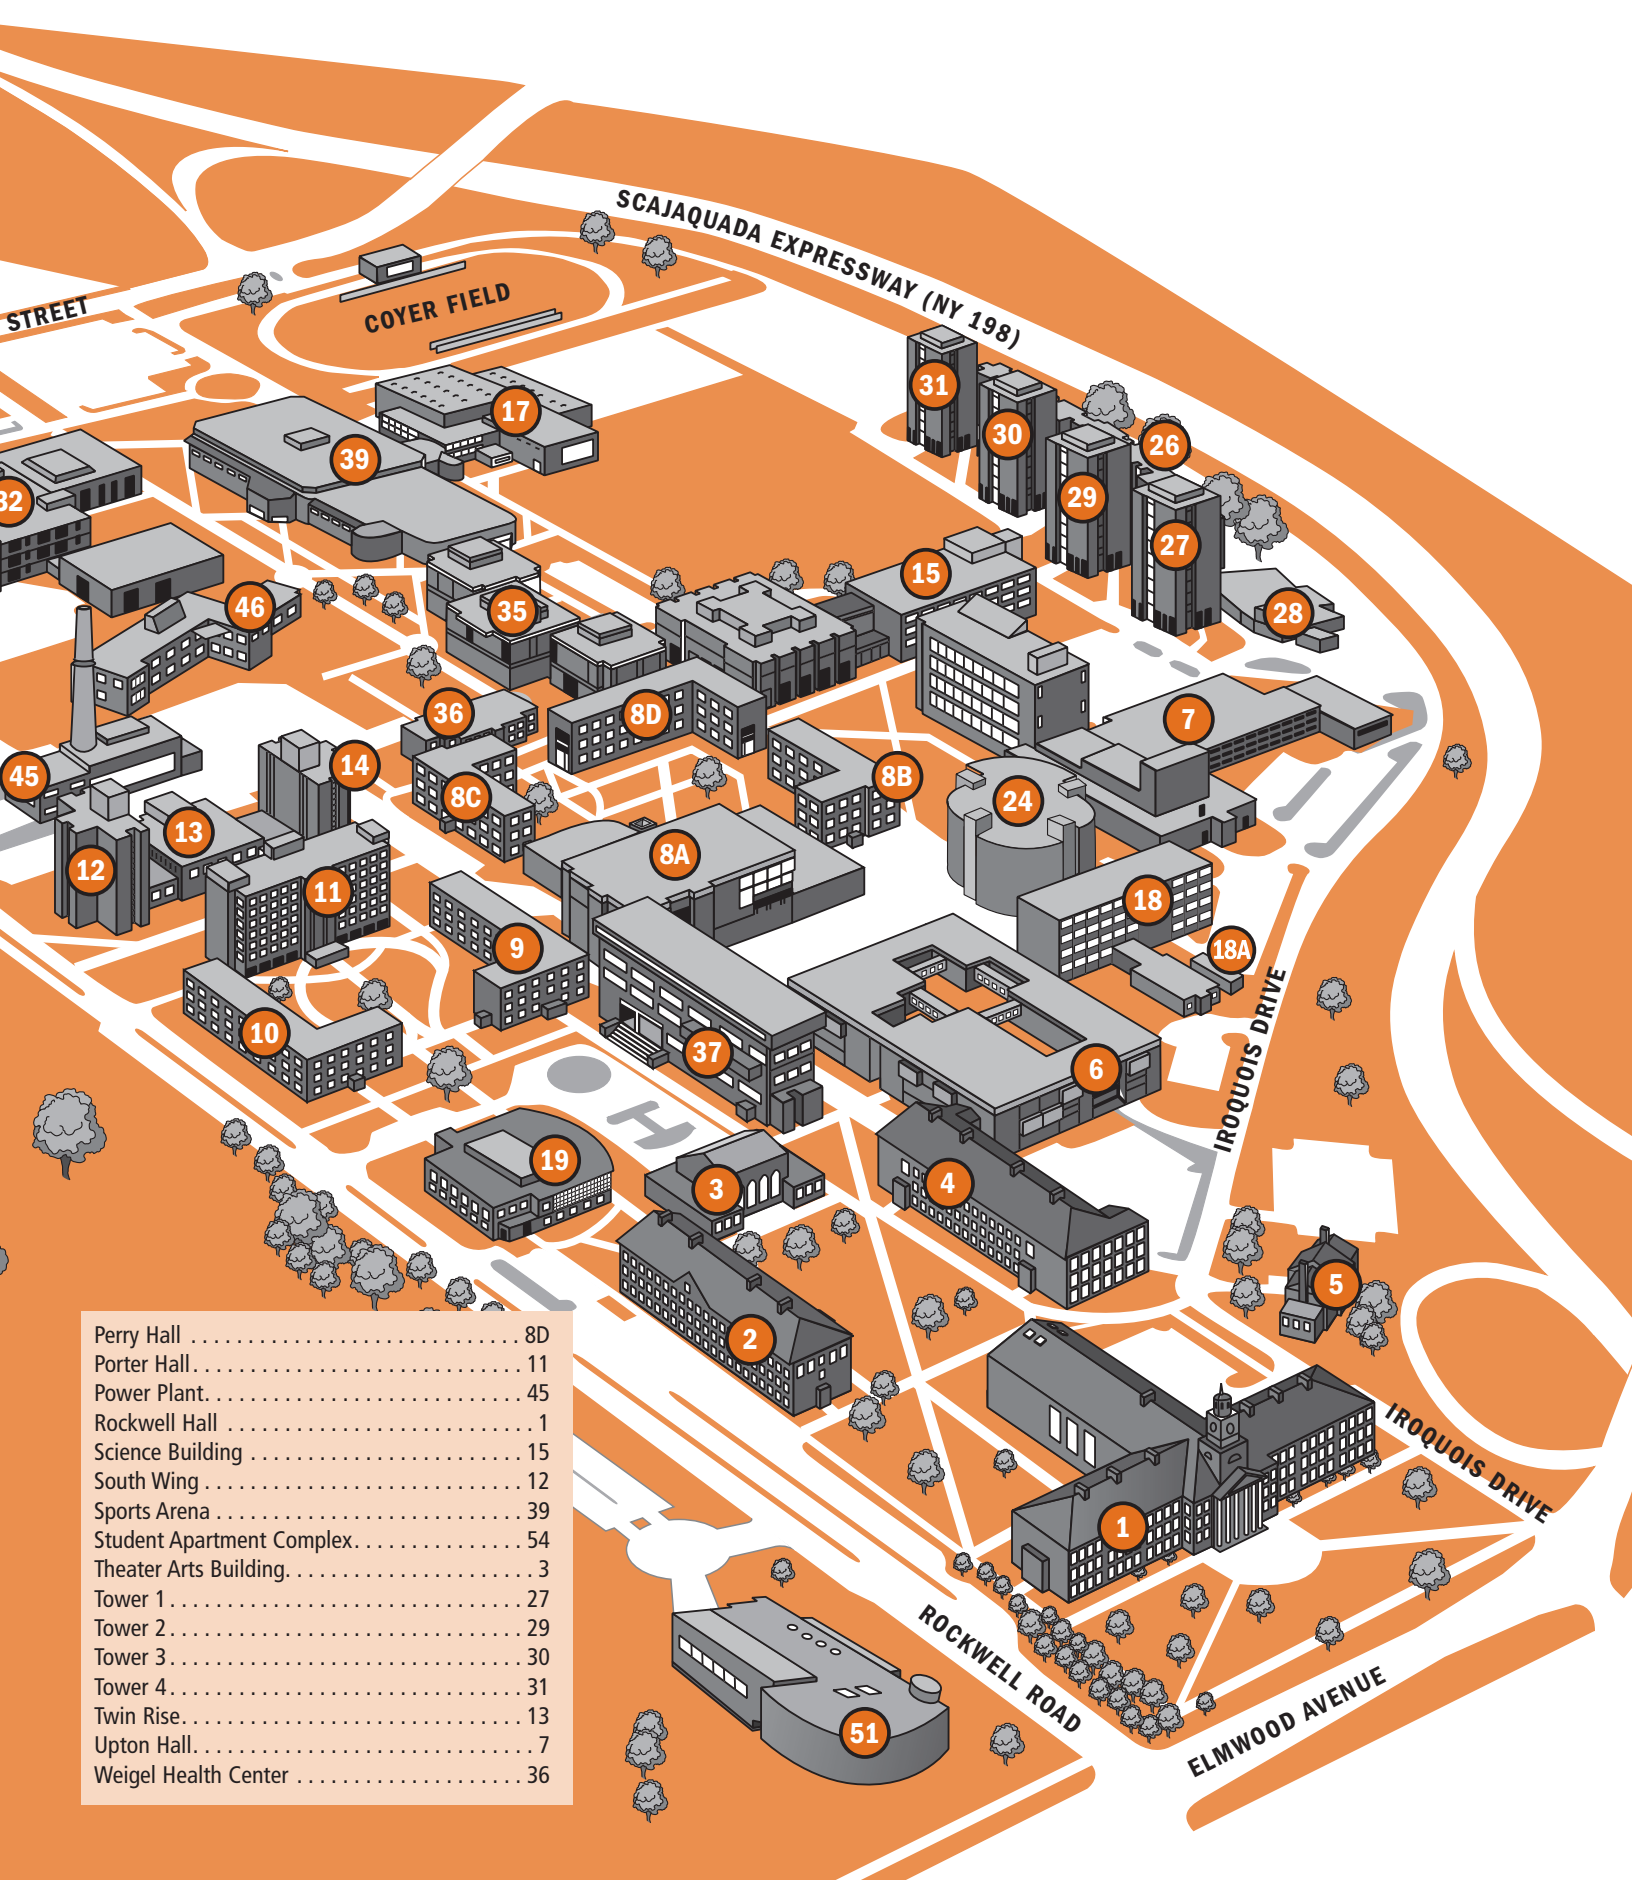 SCAJAQUADA EXPRESSWAY (NY 198)
STREET
COYER FIELD
31
17
30
26
39
29
32
27
15
46
35
28
36
8D
7
14
45
8B
8C
24
13
8A
12
11
18
9
18A
10
37
6
IROQUOIS DRIVE
19
3
4
5
2
IROQUOIS DRIVE
1
ROCKWELL ROAD
ELMWOOD AVENUE
51
Perry Hall . . . . . . . . . . . . . . . . . . . . . . . . . . . . . 8D
Porter Hall. . . . . . . . . . . . . . . . . . . . . . . . . . . . . 11
Power Plant. . . . . . . . . . . . . . . . . . . . . . . . . . . . 45
Rockwell Hall . . . . . . . . . . . . . . . . . . . . . . . . . . . 1
Science Building . . . . . . . . . . . . . . . . . . . . . . . . 15
South Wing . . . . . . . . . . . . . . . . . . . . . . . . . . . . 12
Sports Arena . . . . . . . . . . . . . . . . . . . . . . . . . . . 39
Student Apartment Complex. . . . . . . . . . . . . . . 54
Theater Arts Building. . . . . . . . . . . . . . . . . . . . . 3
Tower 1 . . . . . . . . . . . . . . . . . . . . . . . . . . . . . . . 27
Tower 2 . . . . . . . . . . . . . . . . . . . . . . . . . . . . . . . 29
Tower 3 . . . . . . . . . . . . . . . . . . . . . . . . . . . . . . . 30
Tower 4 . . . . . . . . . . . . . . . . . . . . . . . . . . . . . . . 31
Twin Rise. . . . . . . . . . . . . . . . . . . . . . . . . . . . . . 13
Upton Hall. . . . . . . . . . . . . . . . . . . . . . . . . . . . . . 7
Weigel Health Center . . . . . . . . . . . . . . . . . . . . 36